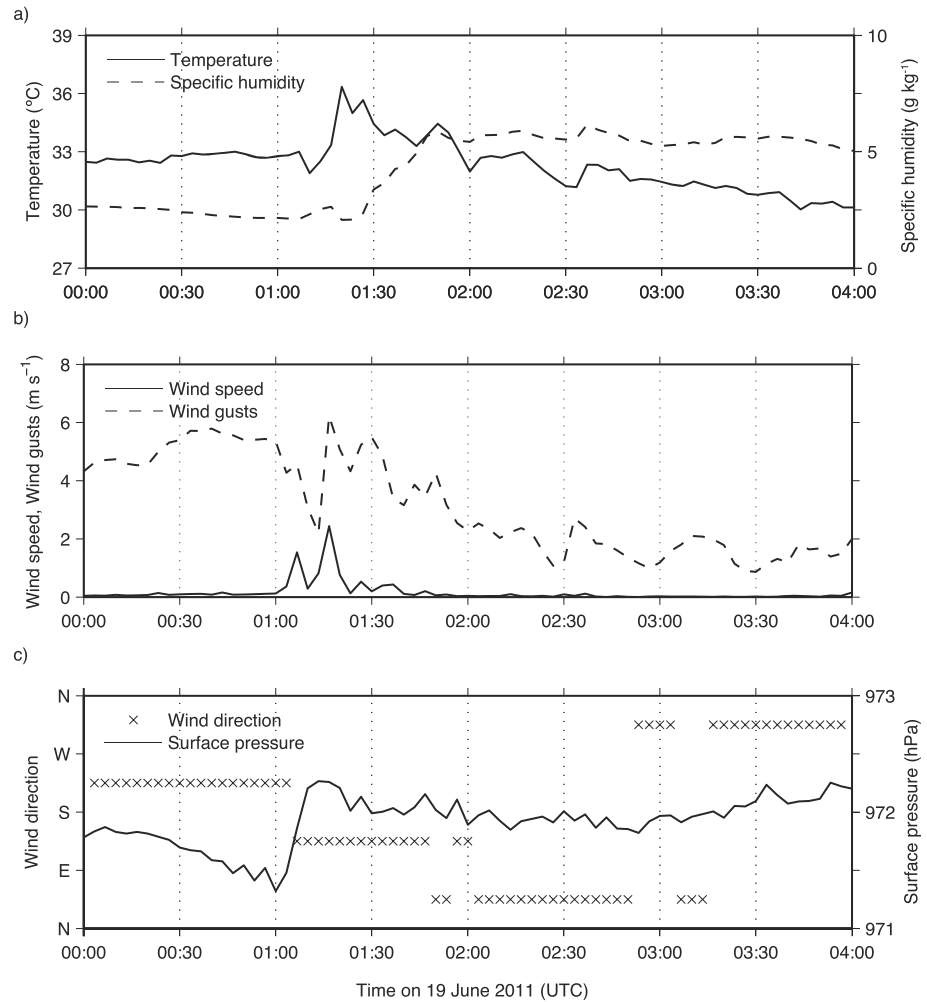 a)
39
36
33
30
27
Temperature (°C)
Temperature
Specific humidity
10
5
0
Specific humidity (g kg⁻¹)
00:00 00:30 01:00 01:30 02:00 02:30 03:00 03:30 04:00
b)
8
6
4
2
0
Wind speed, Wind gusts (m s⁻¹)
Wind speed
Wind gusts
00:00 00:30 01:00 01:30 02:00 02:30 03:00 03:30 04:00
c)
N
W
S
E
N
Wind direction
Wind direction
Surface pressure
973
972
971
Surface pressure (hPa)
00:00 00:30 01:00 01:30 02:00 02:30 03:00 03:30 04:00
Time on 19 June 2011 (UTC)